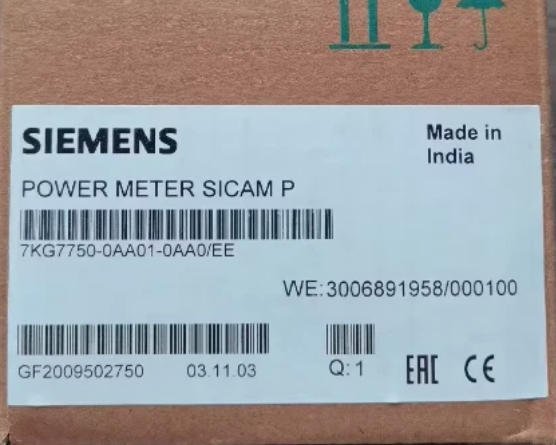 SIEMENS
Made in
India
POWER METER SICAM P
7KG7750-0AA01-0AA0/EE
WE:3006891958/000100
GF2009502750 03.11.03 Q:1
EAC CE